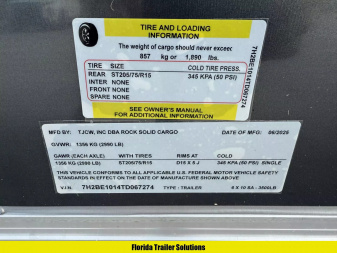 TIRE AND LOADING
INFORMATION
The weight of cargo should never exceed
857 kg or 1,890 lbs.
TIRE SIZE COLD TIRE PRESS.
REAR ST205/75/R15 345 KPA (50 PSI)
INTER NONE
FRONT NONE
SPARE NONE
SEE OWNER'S MANUAL
FOR ADDITIONAL INFORMATION
7H2BE1014TD067274
MFD. BY: TJCW, INC DBA ROCK SOLID CARGO DATE OF MFG: 06/2025
GVWR: 1356 KG (2990 LB)
GAWR (EACH AXLE) WITH TIRES RIMS AT COLD
1356 KG (2990 LB) ST205/75/R15 D15 X 5 J 345 KPA (50 PSI) SINGLE
THIS VEHICLE CONFORMS TO ALL APPLICABLE U.S. FEDERAL MOTOR VEHICLE SAFETY
STANDARDS IN EFFECT ON THE DATE OF MANUFACTURE SHOWN ABOVE
V.I.N. 7H2BE1014TD067274 TYPE: TRAILER 6 X 10 SA - 3500LB
Florida Trailer Solutions